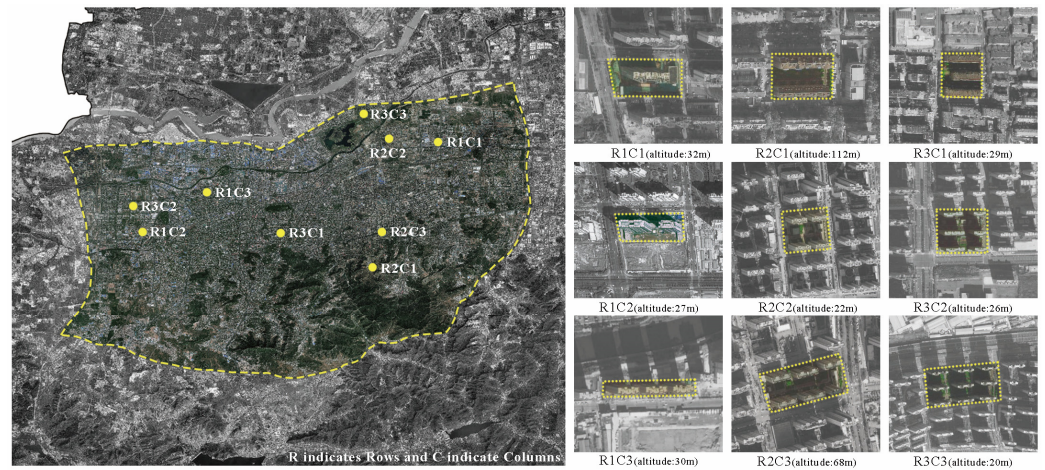 R3C3
R2C2
R1C1
R1C3
R3C2
R1C2
R3C1
R2C3
R2C1
R indicates Rows and C indicate Columns
R1C1(altitude:32m)
R2C1(altitude:112m)
R3C1(altitude:29m)
R1C2(altitude:27m)
R2C2(altitude:22m)
R3C2(altitude:26m)
R1C3(altitude:30m)
R2C3(altitude:68m)
R3C3(altitude:20m)